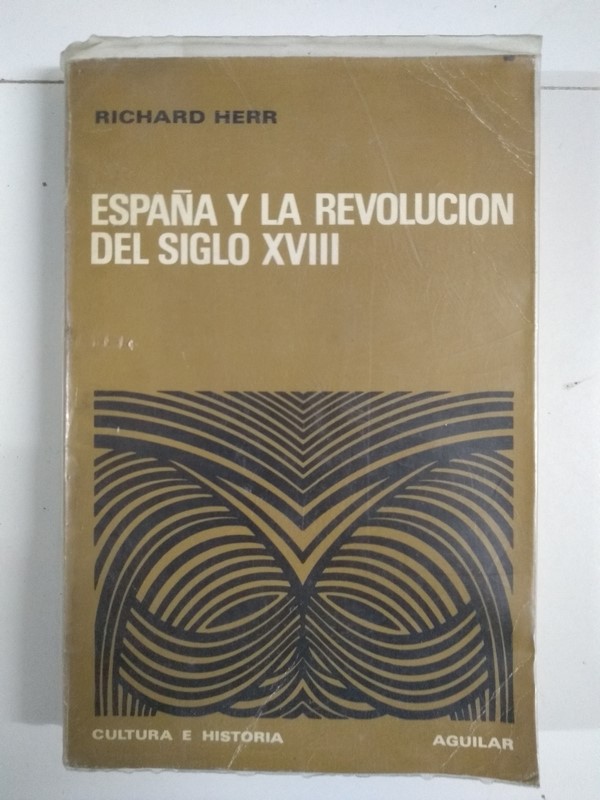 RICHARD HERR
ESPAÑA Y LA REVOLUCION
DEL SIGLO XVIII
CULTURA E HISTORIA AGUILAR